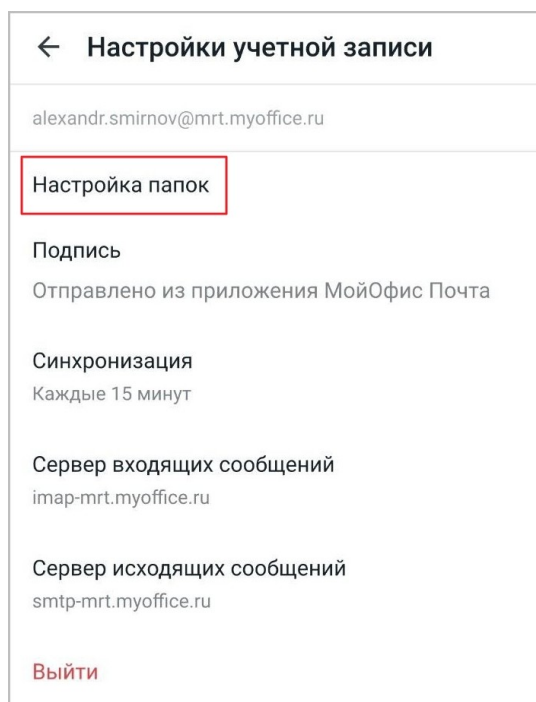 Настройки учетной записи
alexandr.smirnov@mrt.myoffice.ru
Настройка папок
Подпись
Отправлено из приложения МойОфис Почта
Синхронизация
Каждые 15 минут
Сервер входящих сообщений
imap-mrt.myoffice.ru
Сервер исходящих сообщений
smtp-mrt.myoffice.ru
Выйти